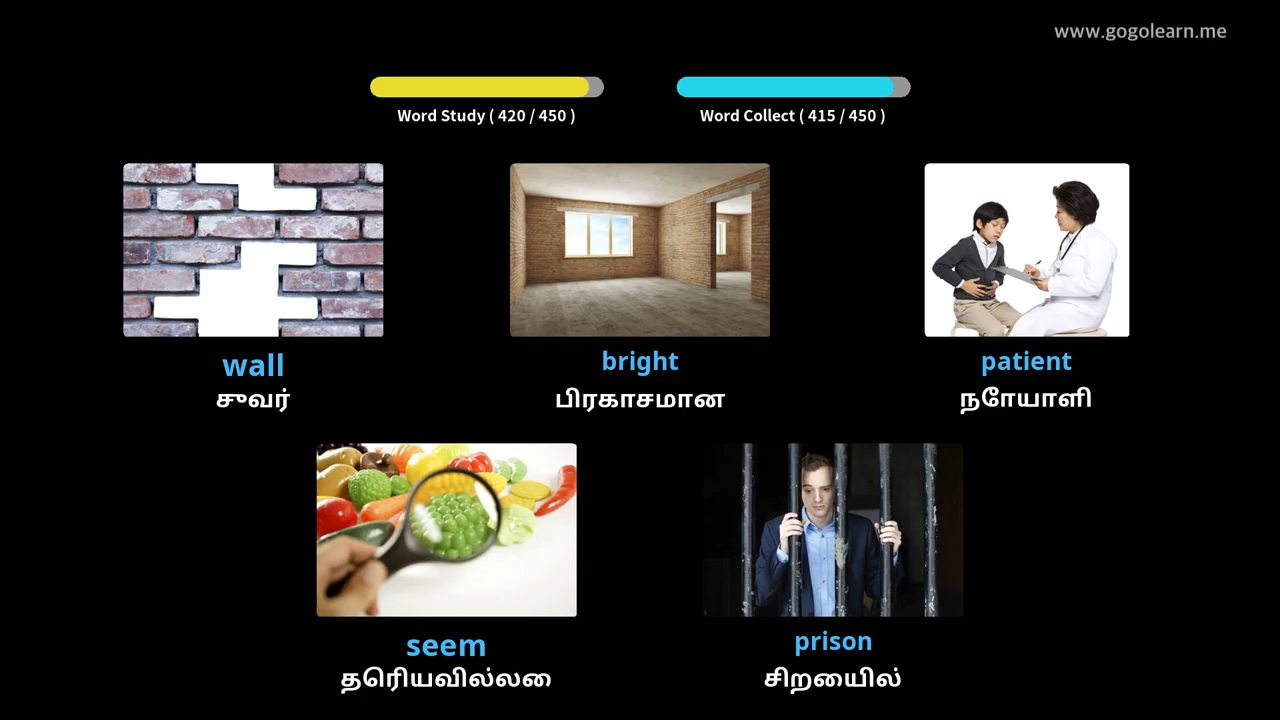 www.gogolearn.me
Word Study ( 420 / 450 )
Word Collect ( 415 / 450 )
wall
சுவர்
bright
பிரகாசமான
patient
நோயாளி
seem
தெரியவில்லை
prison
சிறையில்